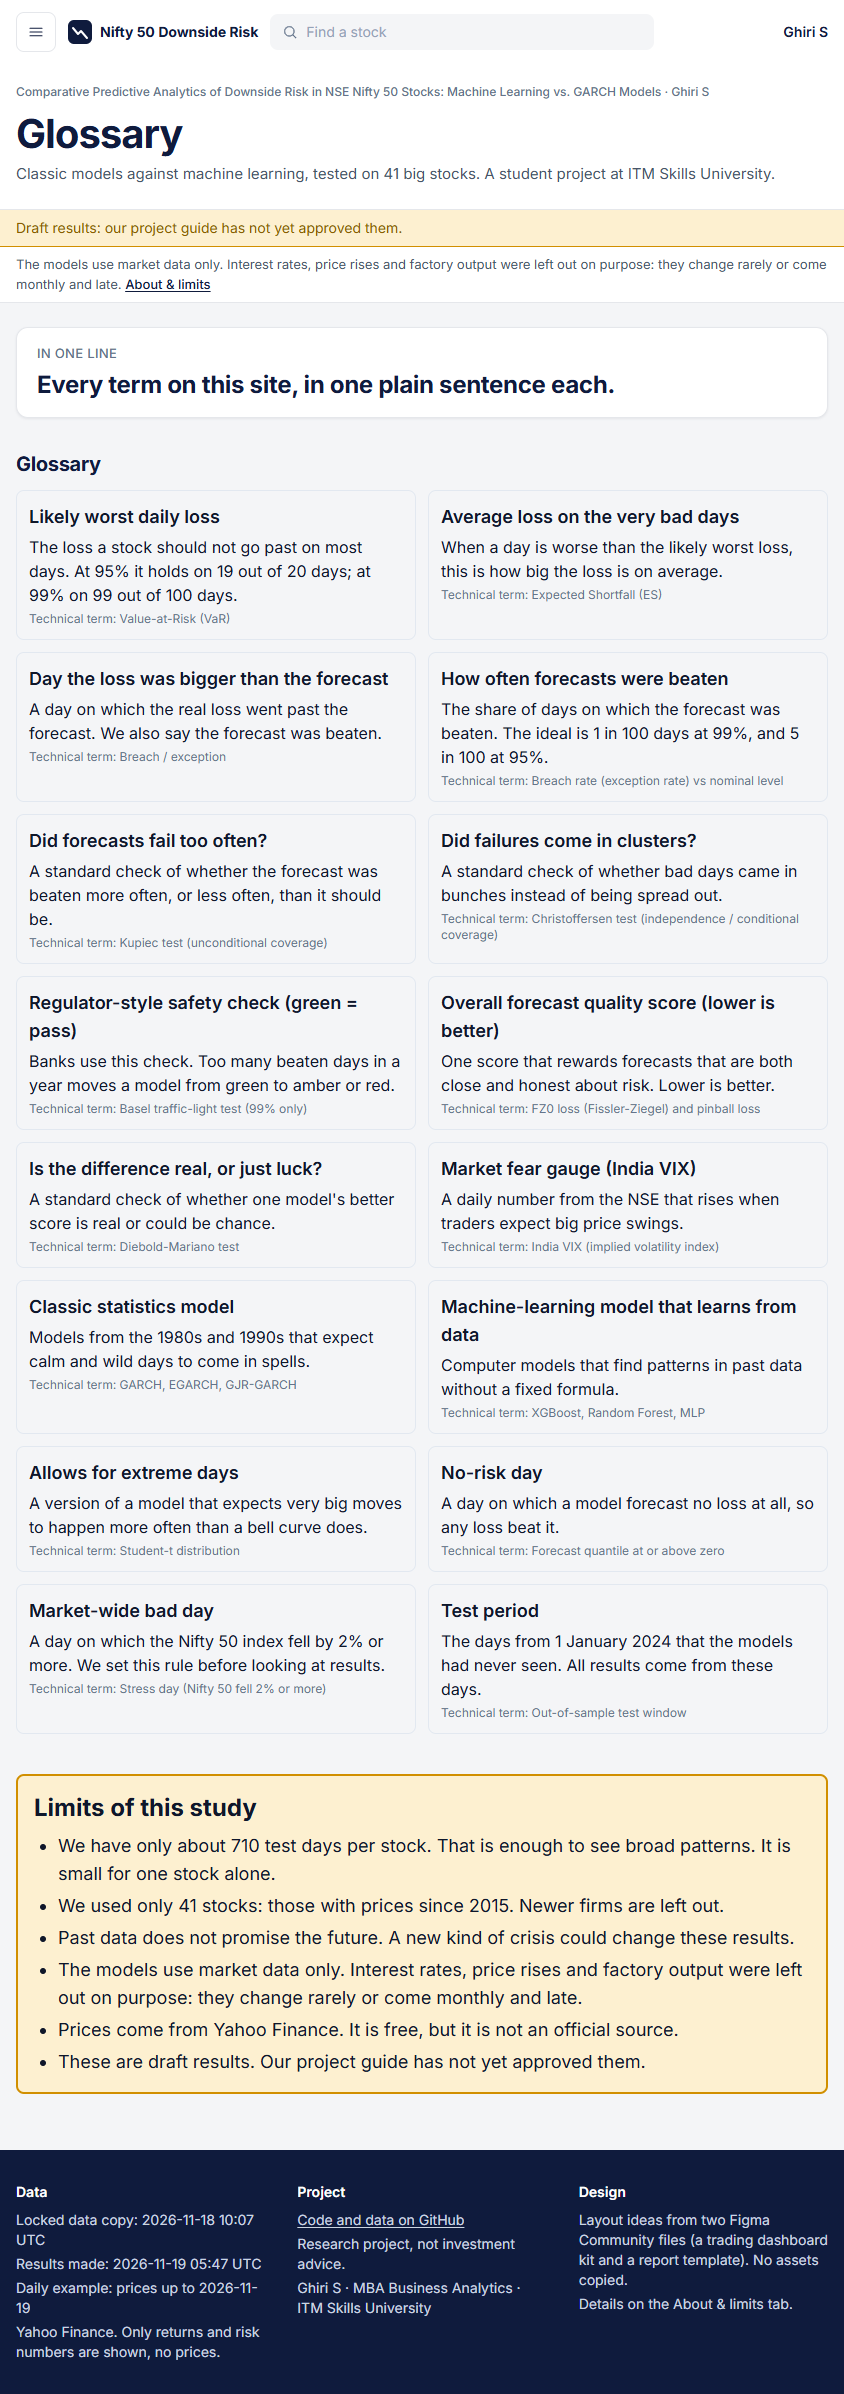 Nifty 50 Downside Risk
Find a stock
Ghiri S
Comparative Predictive Analytics of Downside Risk in NSE Nifty 50 Stocks: Machine Learning vs. GARCH Models · Ghiri S
Glossary
Classic models against machine learning, tested on 41 big stocks. A student project at ITM Skills University.
Draft results: our project guide has not yet approved them.
The models use market data only. Interest rates, price rises and factory output were left out on purpose: they change rarely or come
monthly and late. About & limits
IN ONE LINE
Every term on this site, in one plain sentence each.
Glossary
Likely worst daily loss
The loss a stock should not go past on most
days. At 95% it holds on 19 out of 20 days; at
99% on 99 out of 100 days.
Technical term: Value-at-Risk (VaR)
Average loss on the very bad days
When a day is worse than the likely worst loss,
this is how big the loss is on average.
Technical term: Expected Shortfall (ES)
Day the loss was bigger than the forecast
A day on which the real loss went past the
forecast. We also say the forecast was beaten.
Technical term: Breach / exception
How often forecasts were beaten
The share of days on which the forecast was
beaten. The ideal is 1 in 100 days at 99%, and 5
in 100 at 95%.
Technical term: Breach rate (exception rate) vs nominal level
Did forecasts fail too often?
A standard check of whether the forecast was
beaten more often, or less often, than it should
be.
Technical term: Kupiec test (unconditional coverage)
Did failures come in clusters?
A standard check of whether bad days came in
bunches instead of being spread out.
Technical term: Christoffersen test (independence / conditional
coverage)
Regulator-style safety check (green =
pass)
Banks use this check. Too many beaten days in a
year moves a model from green to amber or red.
Technical term: Basel traffic-light test (99% only)
Overall forecast quality score (lower is
better)
One score that rewards forecasts that are both
close and honest about risk. Lower is better.
Technical term: FZ0 loss (Fissler-Ziegel) and pinball loss
Is the difference real, or just luck?
A standard check of whether one model's better
score is real or could be chance.
Technical term: Diebold-Mariano test
Market fear gauge (India VIX)
A daily number from the NSE that rises when
traders expect big price swings.
Technical term: India VIX (implied volatility index)
Classic statistics model
Models from the 1980s and 1990s that expect
calm and wild days to come in spells.
Technical term: GARCH, EGARCH, GJR-GARCH
Machine-learning model that learns from
data
Computer models that find patterns in past data
without a fixed formula.
Technical term: XGBoost, Random Forest, MLP
Allows for extreme days
A version of a model that expects very big moves
to happen more often than a bell curve does.
Technical term: Student-t distribution
No-risk day
A day on which a model forecast no loss at all, so
any loss beat it.
Technical term: Forecast quantile at or above zero
Market-wide bad day
A day on which the Nifty 50 index fell by 2% or
more. We set this rule before looking at results.
Technical term: Stress day (Nifty 50 fell 2% or more)
Test period
The days from 1 January 2024 that the models
had never seen. All results come from these
days.
Technical term: Out-of-sample test window
Limits of this study
• We have only about 710 test days per stock. That is enough to see broad patterns. It is
small for one stock alone.
• We used only 41 stocks: those with prices since 2015. Newer firms are left out.
• Past data does not promise the future. A new kind of crisis could change these results.
• The models use market data only. Interest rates, price rises and factory output were left
out on purpose: they change rarely or come monthly and late.
• Prices come from Yahoo Finance. It is free, but it is not an official source.
• These are draft results. Our project guide has not yet approved them.
Data
Locked data copy: 2026-11-18 10:07
UTC
Results made: 2026-11-19 05:47 UTC
Daily example: prices up to 2026-11-
19
Yahoo Finance. Only returns and risk
numbers are shown, no prices.
Project
Code and data on GitHub
Research project, not investment
advice.
Ghiri S · MBA Business Analytics ·
ITM Skills University
Design
Layout ideas from two Figma
Community files (a trading dashboard
kit and a report template). No assets
copied.
Details on the About & limits tab.